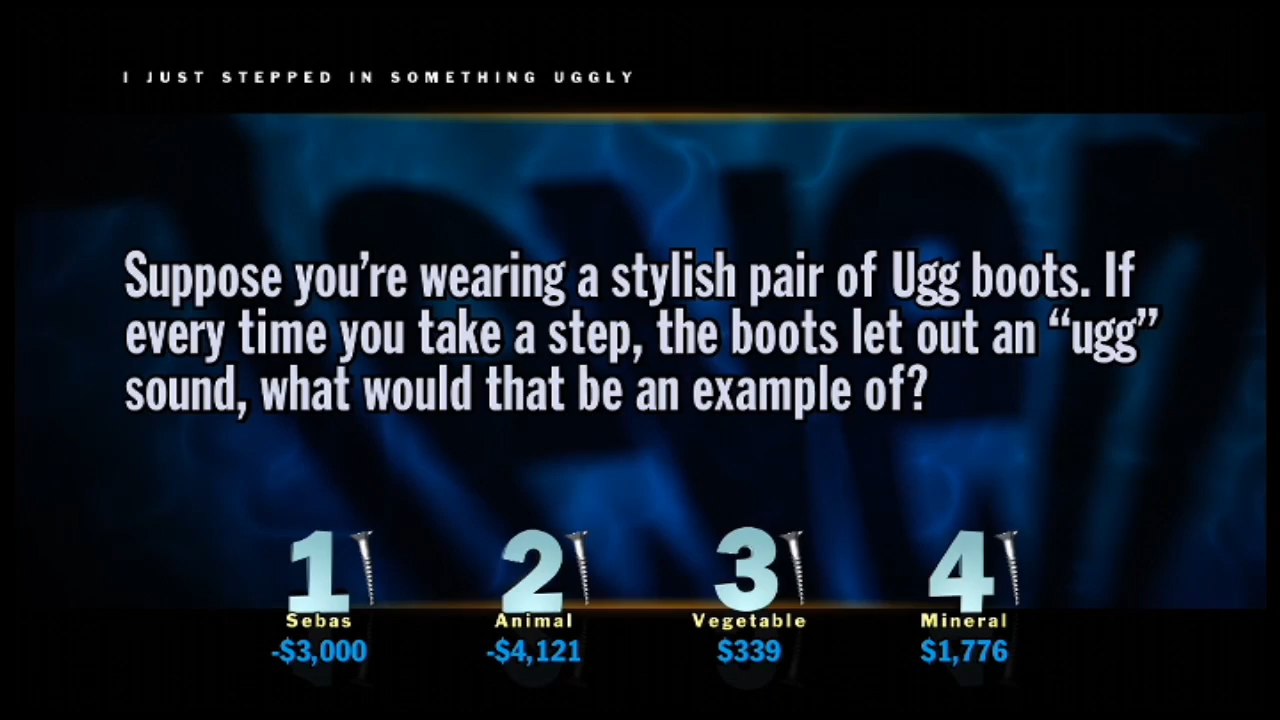 I JUST STEPPED IN SOMETHING UGGLY
Suppose you’re wearing a stylish pair of Ugg boots. If
every time you take a step, the boots let out an “ugg”
sound, what would that be an example of?
1 2 3 4
Sebas Animal Vegetable Mineral
-$3,000 -$4,121 $339 $1,776